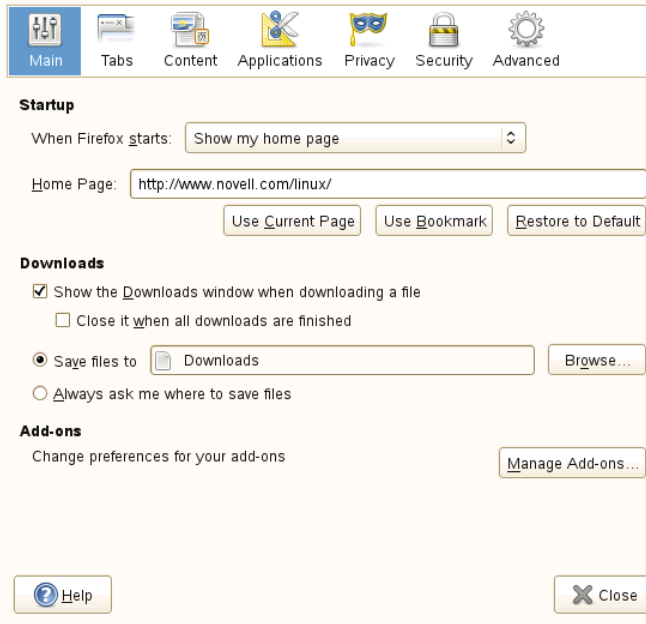 Main Tabs Content Applications Privacy Security Advanced
Startup
When Firefox starts: Show my home page
Home Page: http://www.novell.com/linux/
Use Current Page Use Bookmark Restore to Default
Downloads
Show the Downloads window when downloading a file
Close it when all downloads are finished
Save files to Downloads Browse...
Always ask me where to save files
Add-ons
Change preferences for your add-ons
Manage Add-ons...
Help Close